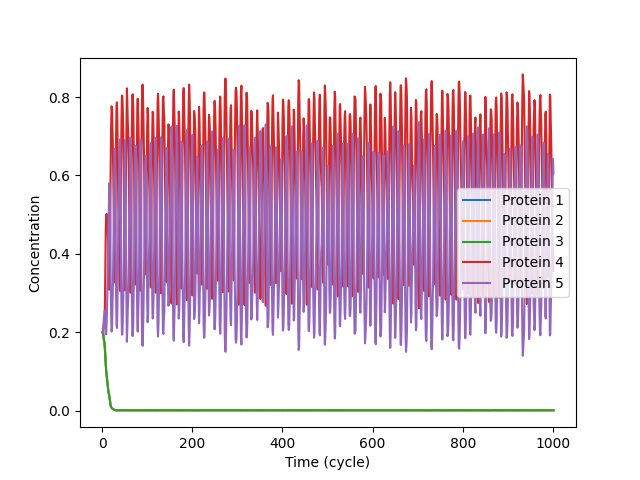 0.8
0.6
0.4
0.2
0.0
Concentration
Protein 1
Protein 2
Protein 3
Protein 4
Protein 5
0 200 400 600 800 1000
Time (cycle)